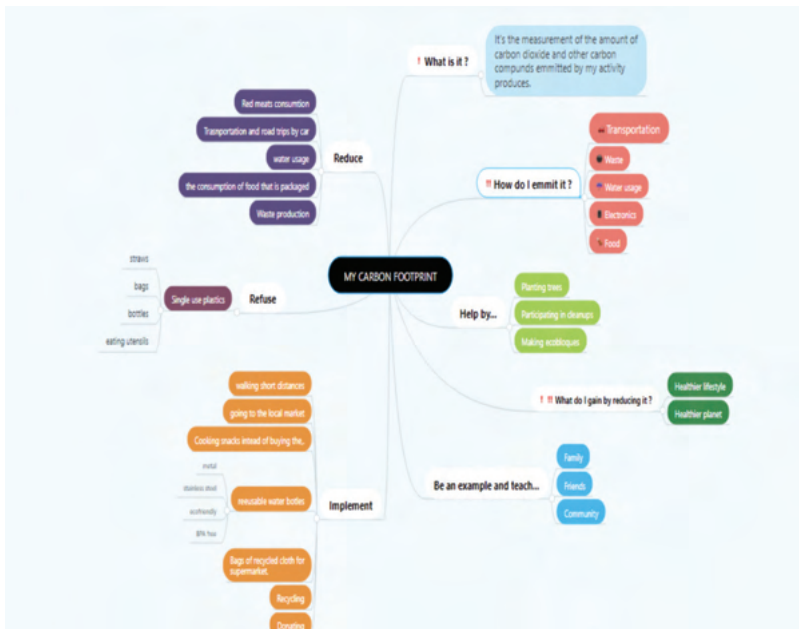 MY CARBON FOOTPRINT
! What is it ?
It's the measurement of the amount of
carbon dioxide and other carbon
compunds emmitted by my activity
produces.
!! How do I emmit it ?
Transportation
Waste
Water usage
Electronics
Food
Help by...
Planting trees
Participating in cleanups
Making ecobloques
! !!! What do I gain by reducing it ?
Healthier lifestyle
Healthier planet
Be an example and teach...
Family
Friends
Community
Reduce
Red meats consumtion
Trasnportation and road trips by car
water usage
the consumption of food that is packaged
Waste production
Refuse
Single use plastics
straws
bags
bottles
eating utensils
Implement
walking short distances
going to the local market
Cooking snacks intead of buying the..
reeusable water botles
metal
stainless steel
ecofriendly
BPA free
Bags of recycled cloth for
supermarket.
Recycling
Donating